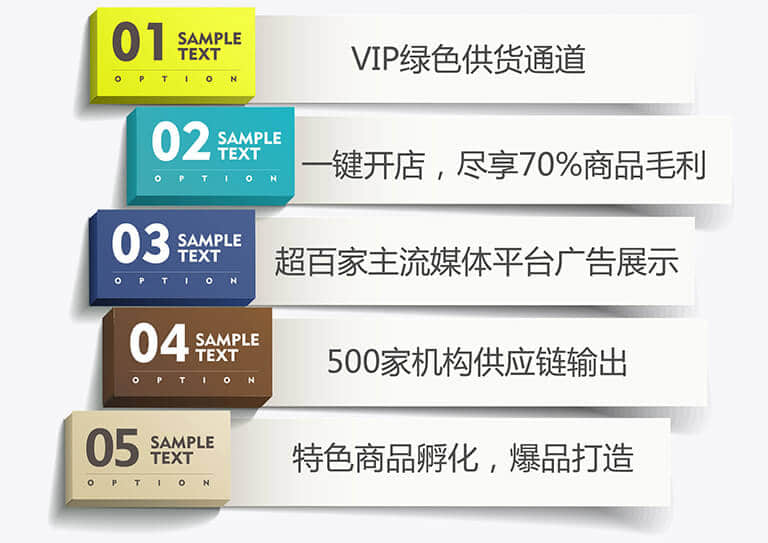 01 SAMPLE
TEXT
OPTION
VIP绿色供货通道
02 SAMPLE
TEXT
OPTION
一键开店，尽享70%商品毛利
03 SAMPLE
TEXT
OPTION
超百家主流媒体平台广告展示
04 SAMPLE
TEXT
OPTION
500家机构供应链输出
05 SAMPLE
TEXT
OPTION
特色商品孵化，爆品打造